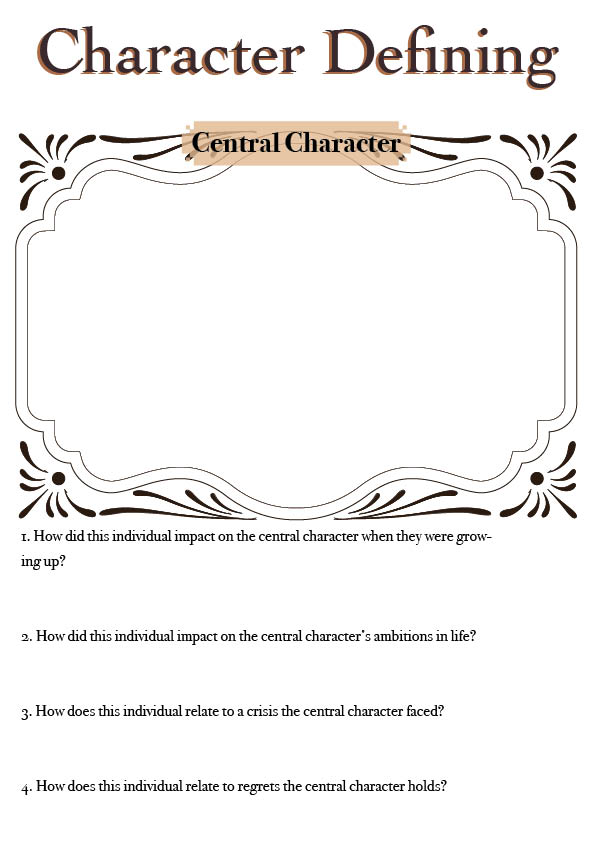 Character Defining
Central Character
1. How did this individual impact on the central character when they were grow-
ing up?
2. How did this individual impact on the central character's ambitions in life?
3. How does this individual relate to a crisis the central character faced?
4. How does this individual relate to regrets the central character holds?